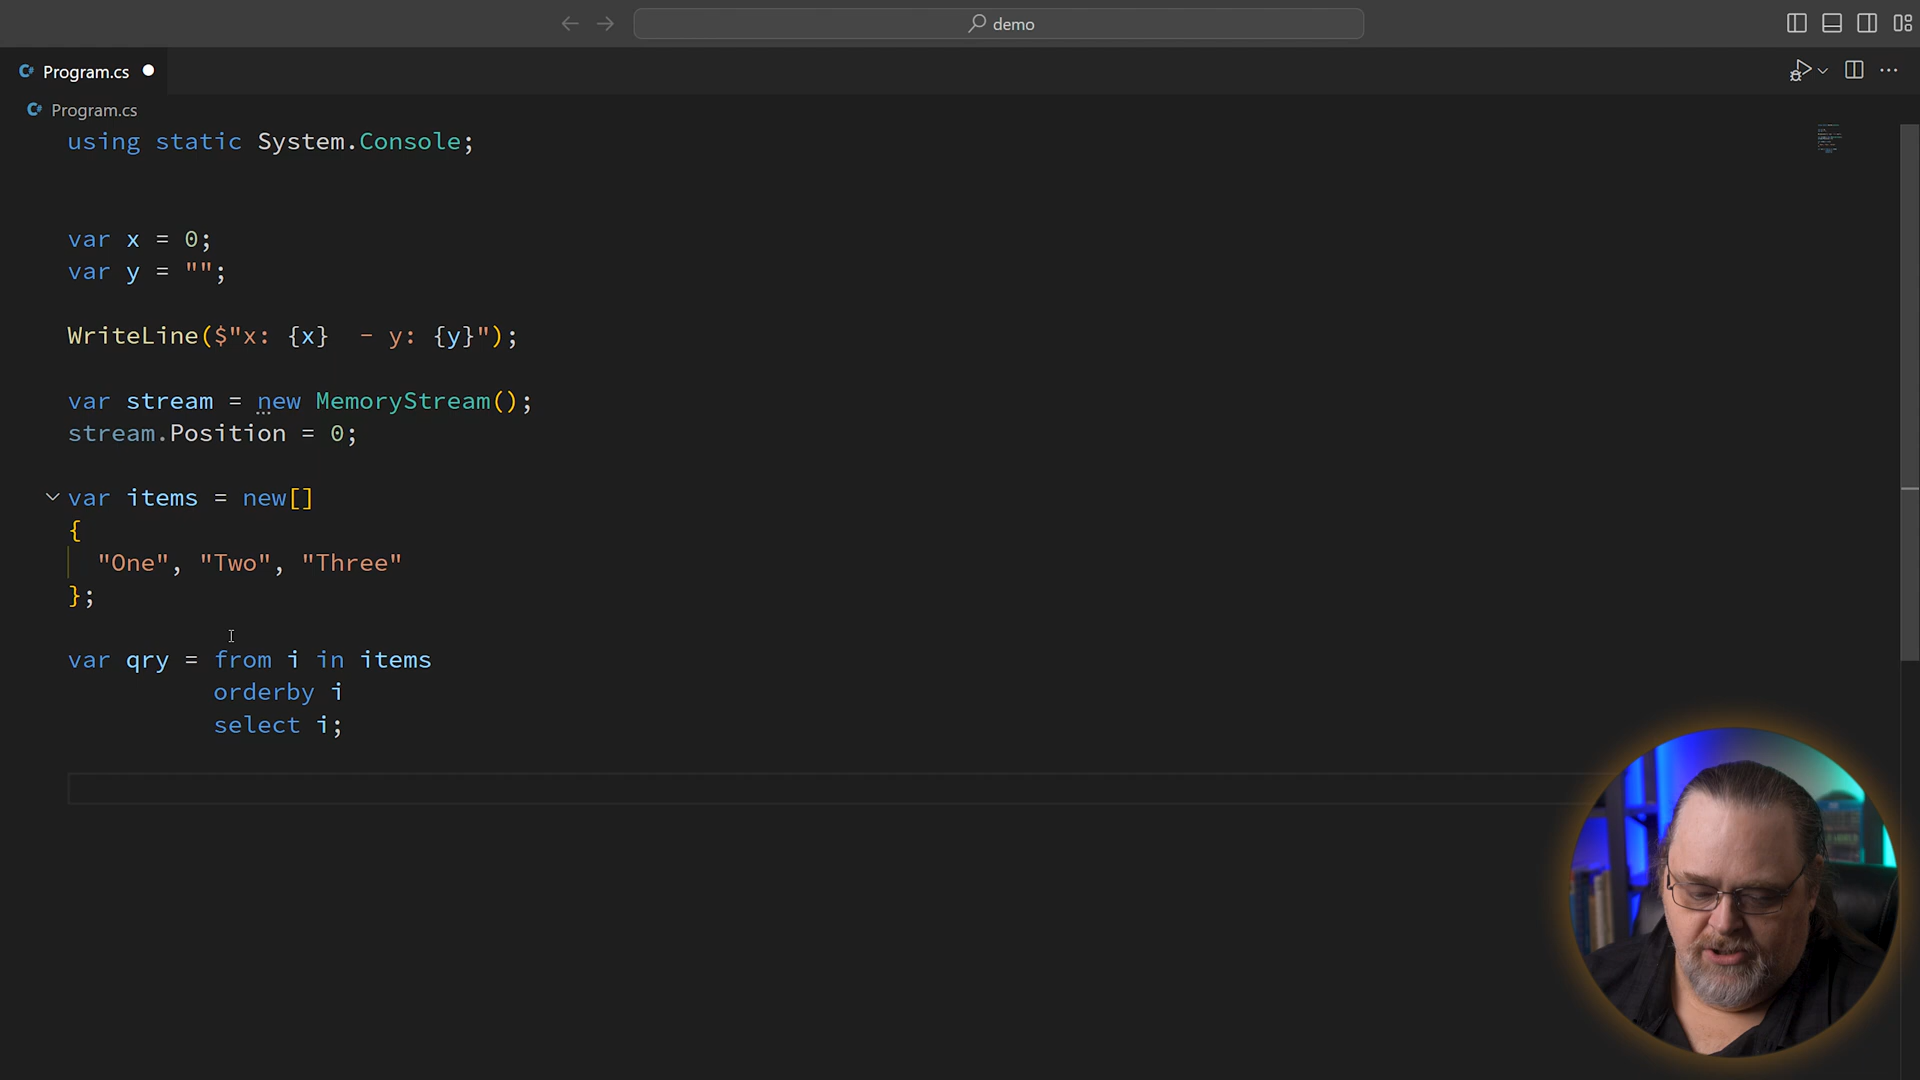 demo
Program.cs
Program.cs
using static System.Console;
var x = 0;
var y = "";
WriteLine($"x: {x}  - y: {y}");
var stream = new MemoryStream();
stream.Position = 0;
var items = new[]
{
"One", "Two", "Three"
};
var qry = from i in items
orderby i
select i;